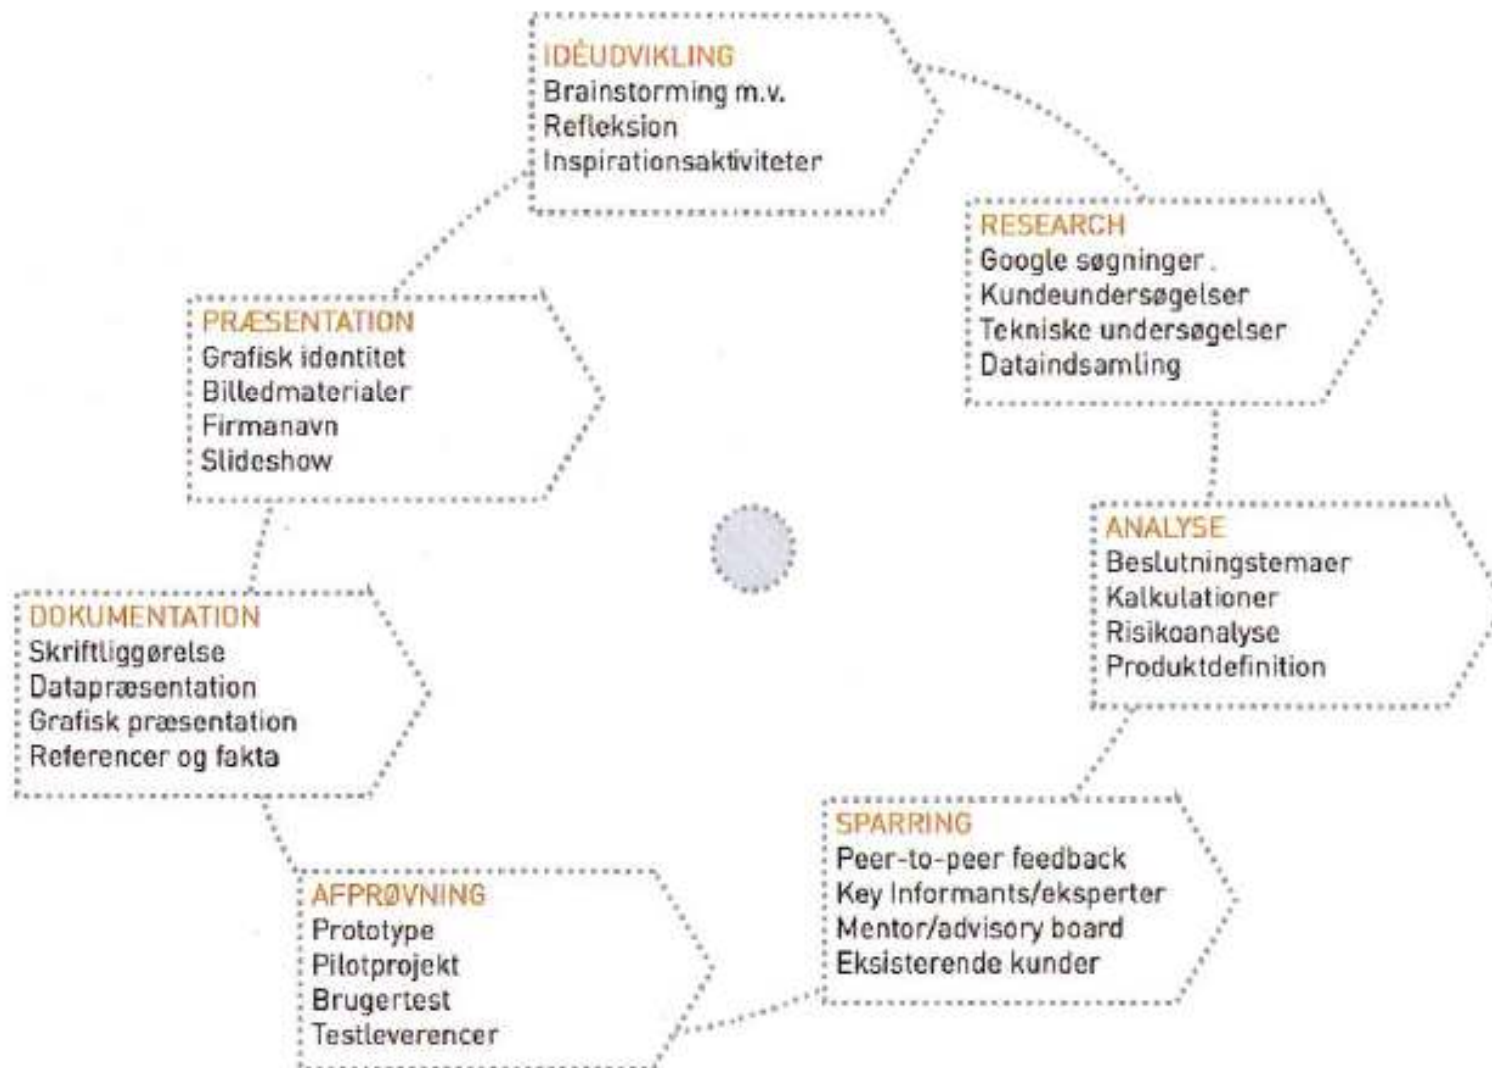 IDÉUDVIKLING
Brainstorming m.v.
Refleksion
Inspirationsaktiviteter
RESEARCH
Google søgninger
Kundeundersøgelser
Tekniske undersøgelser
Dataindsamling
ANALYSE
Beslutningstemaer
Kalkulationer
Risikoanalyse
Produktdefinition
SPARRING
Peer-to-peer feedback
Key Informants/eksperter
Mentor/advisory board
Eksisterende kunder
AFPRØVNING
Prototype
Pilotprojekt
Brugertest
Testleverencer
DOKUMENTATION
Skriftliggørelse
Datapræsentation
Grafisk præsentation
Referencer og fakta
PRÆSENTATION
Grafisk identitet
Billedmaterialer
Firmanavn
Slideshow